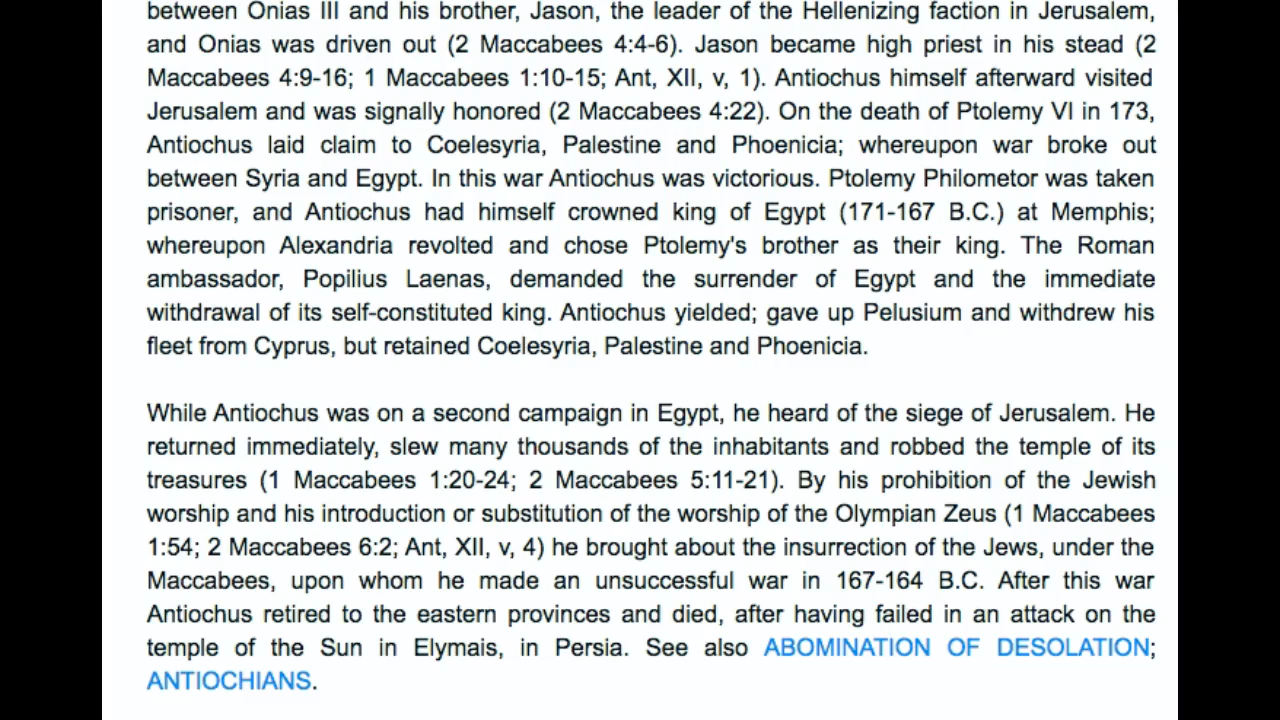 between Onias III and his brother, Jason, the leader of the Hellenizing faction in Jerusalem,
and Onias was driven out (2 Maccabees 4:4-6). Jason became high priest in his stead (2
Maccabees 4:9-16; 1 Maccabees 1:10-15; Ant, XII, v, 1). Antiochus himself afterward visited
Jerusalem and was signally honored (2 Maccabees 4:22). On the death of Ptolemy VI in 173,
Antiochus laid claim to Coelesyria, Palestine and Phoenicia; whereupon war broke out
between Syria and Egypt. In this war Antiochus was victorious. Ptolemy Philometor was taken
prisoner, and Antiochus had himself crowned king of Egypt (171-167 B.C.) at Memphis;
whereupon Alexandria revolted and chose Ptolemy's brother as their king. The Roman
ambassador, Popilius Laenas, demanded the surrender of Egypt and the immediate
withdrawal of its self-constituted king. Antiochus yielded; gave up Pelusium and withdrew his
fleet from Cyprus, but retained Coelesyria, Palestine and Phoenicia.
While Antiochus was on a second campaign in Egypt, he heard of the siege of Jerusalem. He
returned immediately, slew many thousands of the inhabitants and robbed the temple of its
treasures (1 Maccabees 1:20-24; 2 Maccabees 5:11-21). By his prohibition of the Jewish
worship and his introduction or substitution of the worship of the Olympian Zeus (1 Maccabees
1:54; 2 Maccabees 6:2; Ant, XII, v, 4) he brought about the insurrection of the Jews, under the
Maccabees, upon whom he made an unsuccessful war in 167-164 B.C. After this war
Antiochus retired to the eastern provinces and died, after having failed in an attack on the
temple of the Sun in Elymais, in Persia. See also ABOMINATION OF DESOLATION;
ANTIOCHIANS.